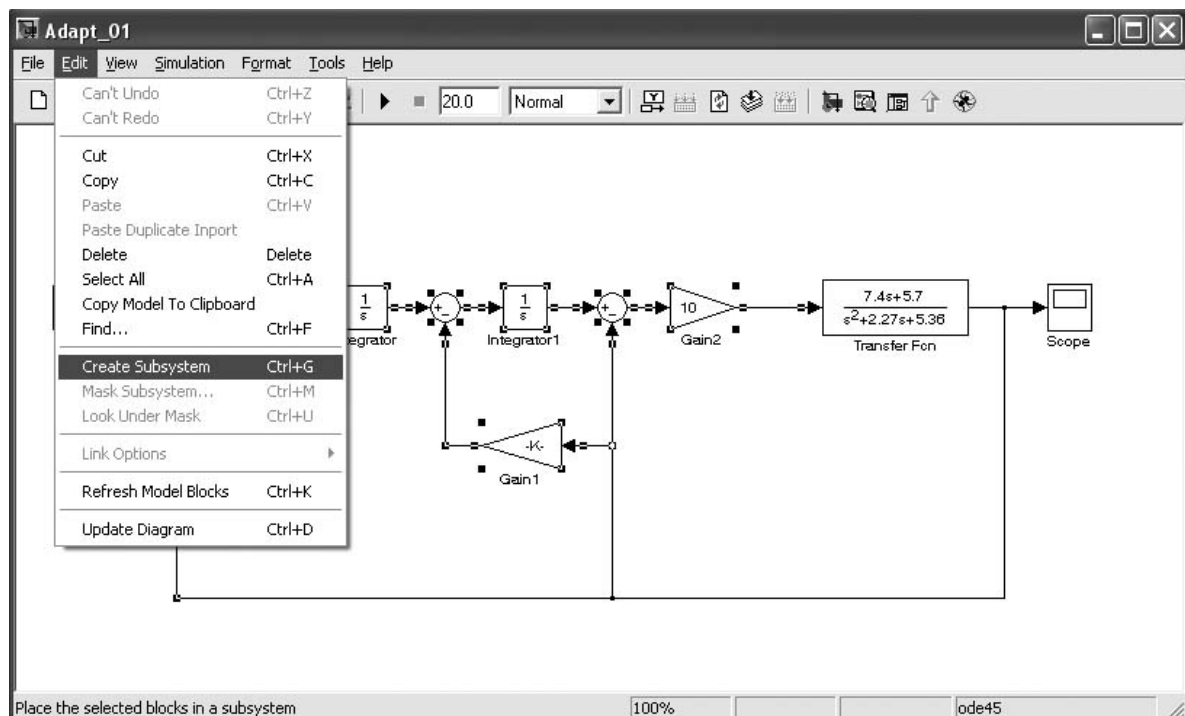 Adapt_01
File Edit View Simulation Format Tools Help
20.0 Normal
Can't Undo Ctrl+Z
Can't Redo Ctrl+Y
Cut Ctrl+X
Copy Ctrl+C
Paste Ctrl+V
Paste Duplicate Inport
Delete Delete
Select All Ctrl+A
Copy Model To Clipboard
Find... Ctrl+F
Create Subsystem Ctrl+G
Mask Subsystem... Ctrl+M
Look Under Mask Ctrl+U
Link Options
Refresh Model Blocks Ctrl+K
Update Diagram Ctrl+D
1
s
egrator
+
-
1
s
Integrator1
+
-
10
Gain2
7.4s+5.7
s²+2.27s+5.36
Transfer Fcn
Scope
-K-
Gain1
Place the selected blocks in a subsystem 100% ode45